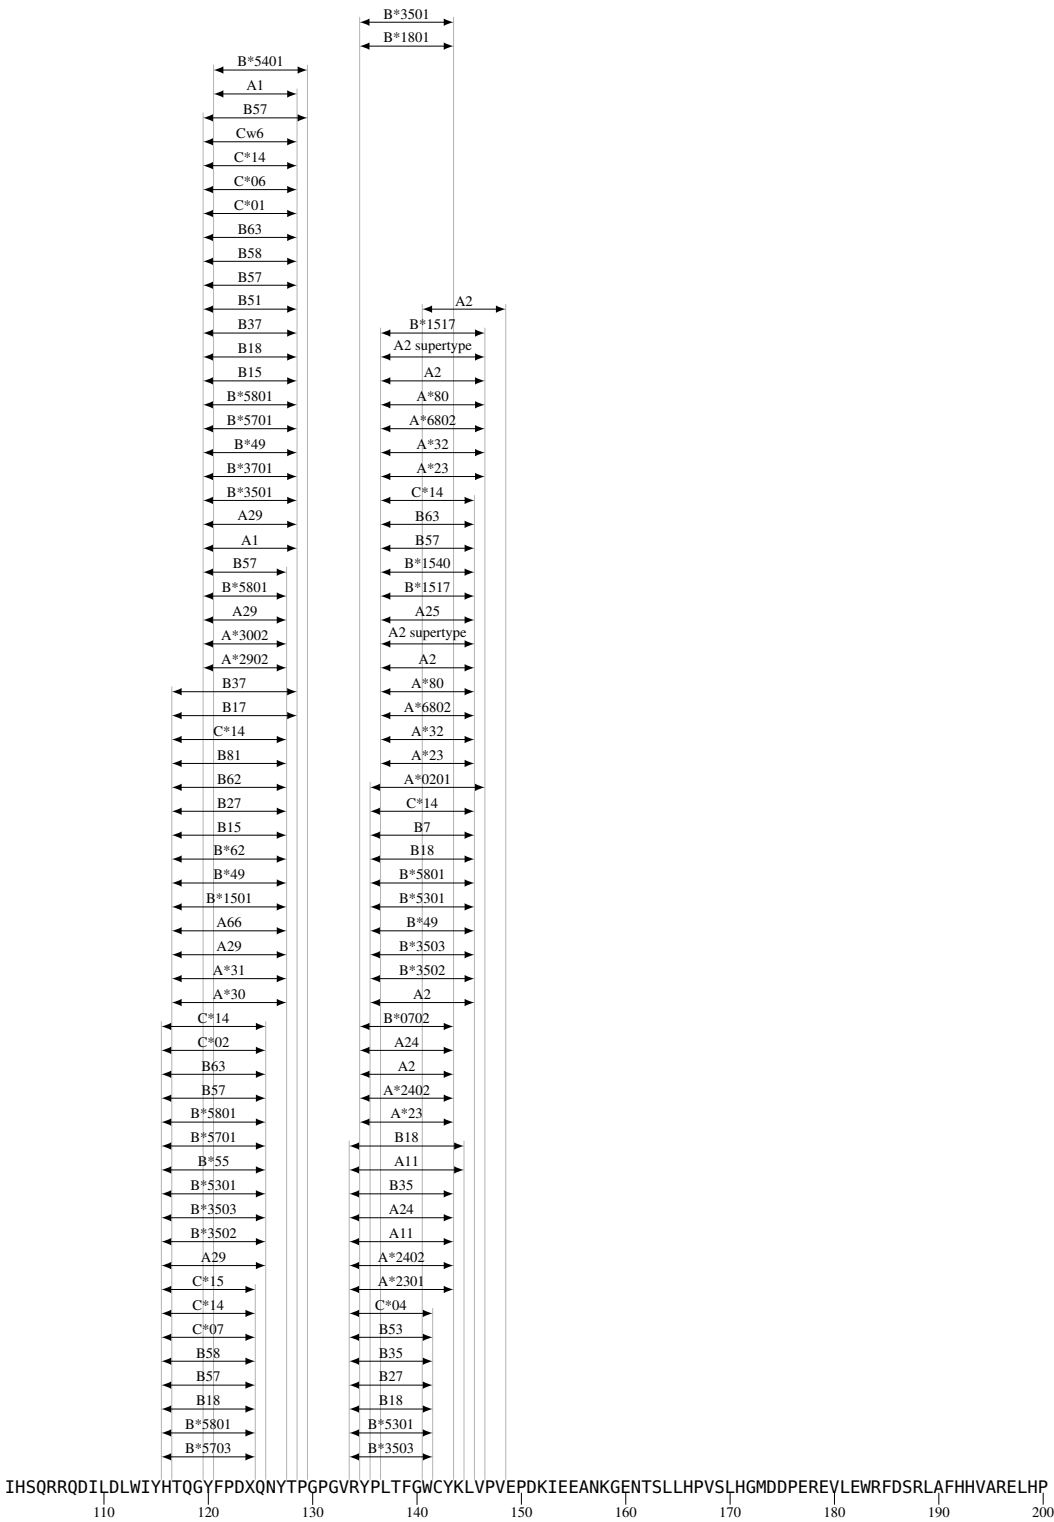 B*3501
B*1801
B*5401
A1
B57
Cw6
C*14
C*06
C*01
B63
B58
B57
B51 A2
B37 B*1517
B18 A2 supertype
B15 A2
B*5801 A*80
B*5701 A*6802
B*49 A*32
B*3701 A*23
B*3501 C*14
A29 B63
A1 B57
B57 B*1540
B*5801 B*1517
A29 A25
A*3002 A2 supertype
A*2902 A2
B37 A*80
B17 A*6802
C*14 A*32
B81 A*23
B62 A*0201
B27 C*14
B15 B7
B*62 B18
B*49 B*5801
B*1501 B*5301
A66 B*49
A29 B*3503
A*31 B*3502
A*30 A2
C*14 B*0702
C*02 A24
B63 A2
B57 A*2402
B*5801 A*23
B*5701 B18
B*55 A11
B*5301 B35
B*3503 A24
B*3502 A11
A29 A*2402
C*15 A*2301
C*14 C*04
C*07 B53
B58 B35
B57 B27
B18 B18
B*5801 B*5301
B*5703 B*3503
IHSQRRQDILDLWIYHTQGYFPDXQNYTPGPGVRYPLTFGWCYKLVPVEPDKIEEANKGENTSLLHPVSLHGMDDPEREVLEWRFDSRLAFHHVARELHP
110 120 130 140 150 160 170 180 190 200